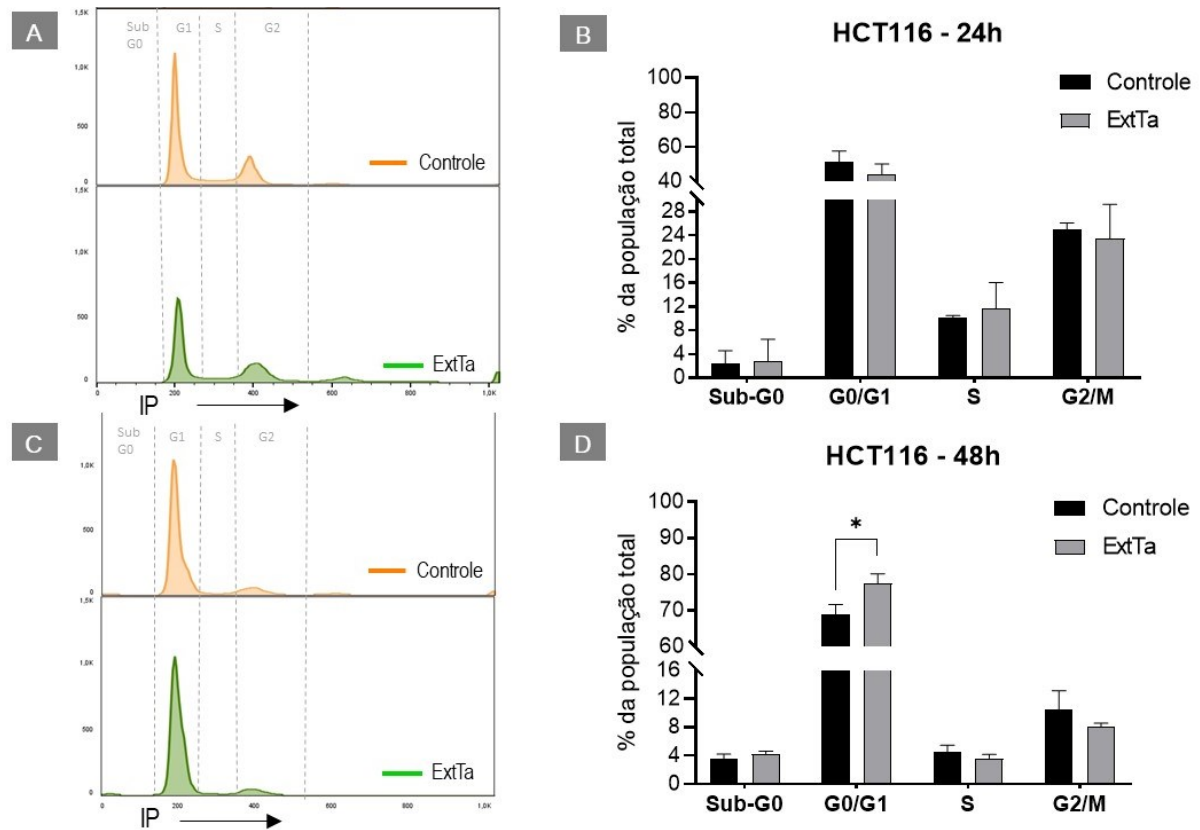 A
1,5K
Sub
G0
G1
S
G2
1,0K
500
Controle
0
1,5K
1,0K
500
ExtTa
0
0
200
400
600
800
1,0K
IP
B
HCT116 - 24h
Controle
ExtTa
% da população total
100
80
60
40
28
24
20
16
12
8
4
0
Sub-G0
G0/G1
S
G2/M
C
Sub
G0
G1
S
G2
1,0K
500
Controle
0
1,5K
1,0K
500
ExtTa
0
0
200
400
600
800
1,0K
IP
D
HCT116 - 48h
Controle
ExtTa
% da população total
100
90
80
70
60
16
12
8
4
0
*
Sub-G0
G0/G1
S
G2/M